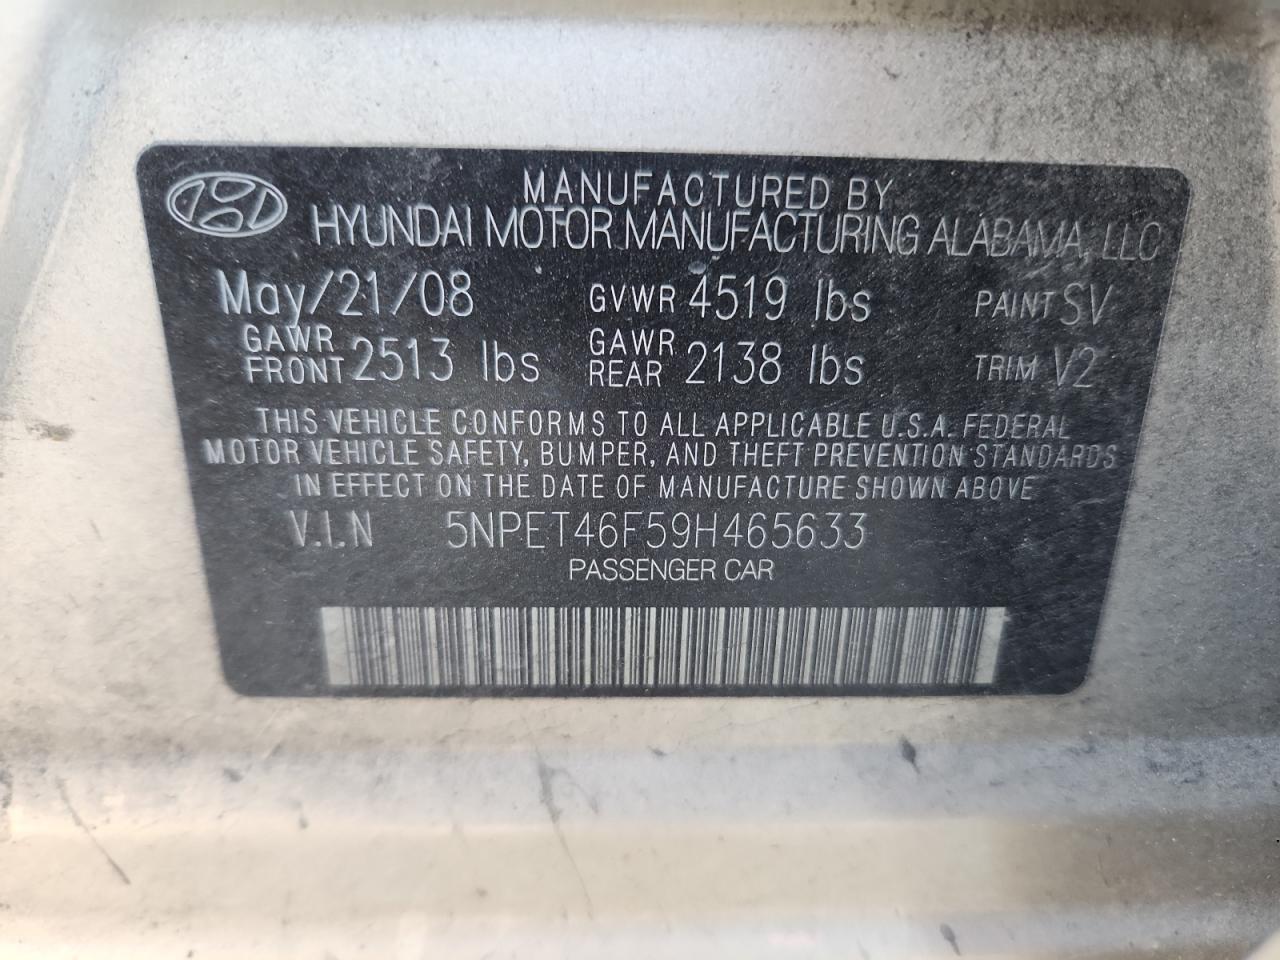 MANUFACTURED BY
HYUNDAI MOTOR MANUFACTURING ALABAMA, LLC
May/21/08 GVWR 4519 lbs PAINT SV
GAWR FRONT 2513 lbs GAWR REAR 2138 lbs TRIM V2
THIS VEHICLE CONFORMS TO ALL APPLICABLE U.S.A. FEDERAL
MOTOR VEHICLE SAFETY, BUMPER, AND THEFT PREVENTION STANDARDS
IN EFFECT ON THE DATE OF MANUFACTURE SHOWN ABOVE
V.I.N 5NPET46F59H465633
PASSENGER CAR